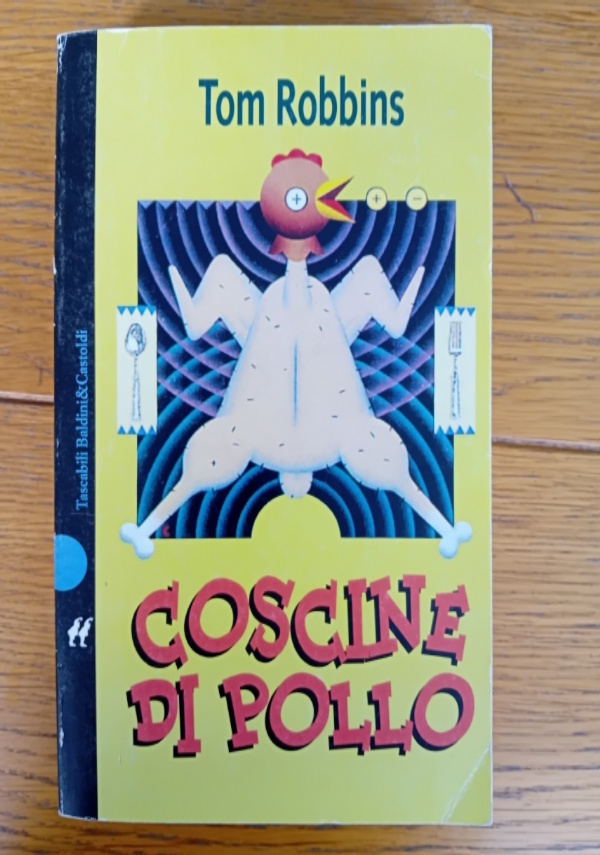 Tom Robbins
+ + -
Tascabili Baldini&Castoldi
COSCINE
DI POLLO